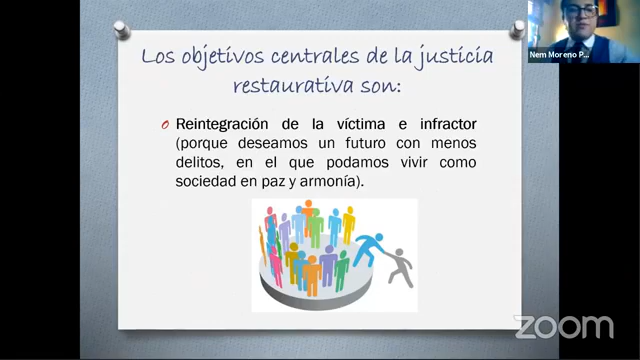 Los objetivos centrales de la justicia
restaurativa son:
Reintegración de la víctima e infractor
(porque deseamos un futuro con menos
delitos, en el que podamos vivir como
sociedad en paz y armonía).
Nem Moreno P...
zoom